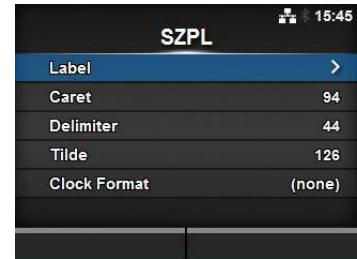 15:45
SZPL
Label
Caret 94
Delimiter 44
Tilde 126
Clock Format (none)